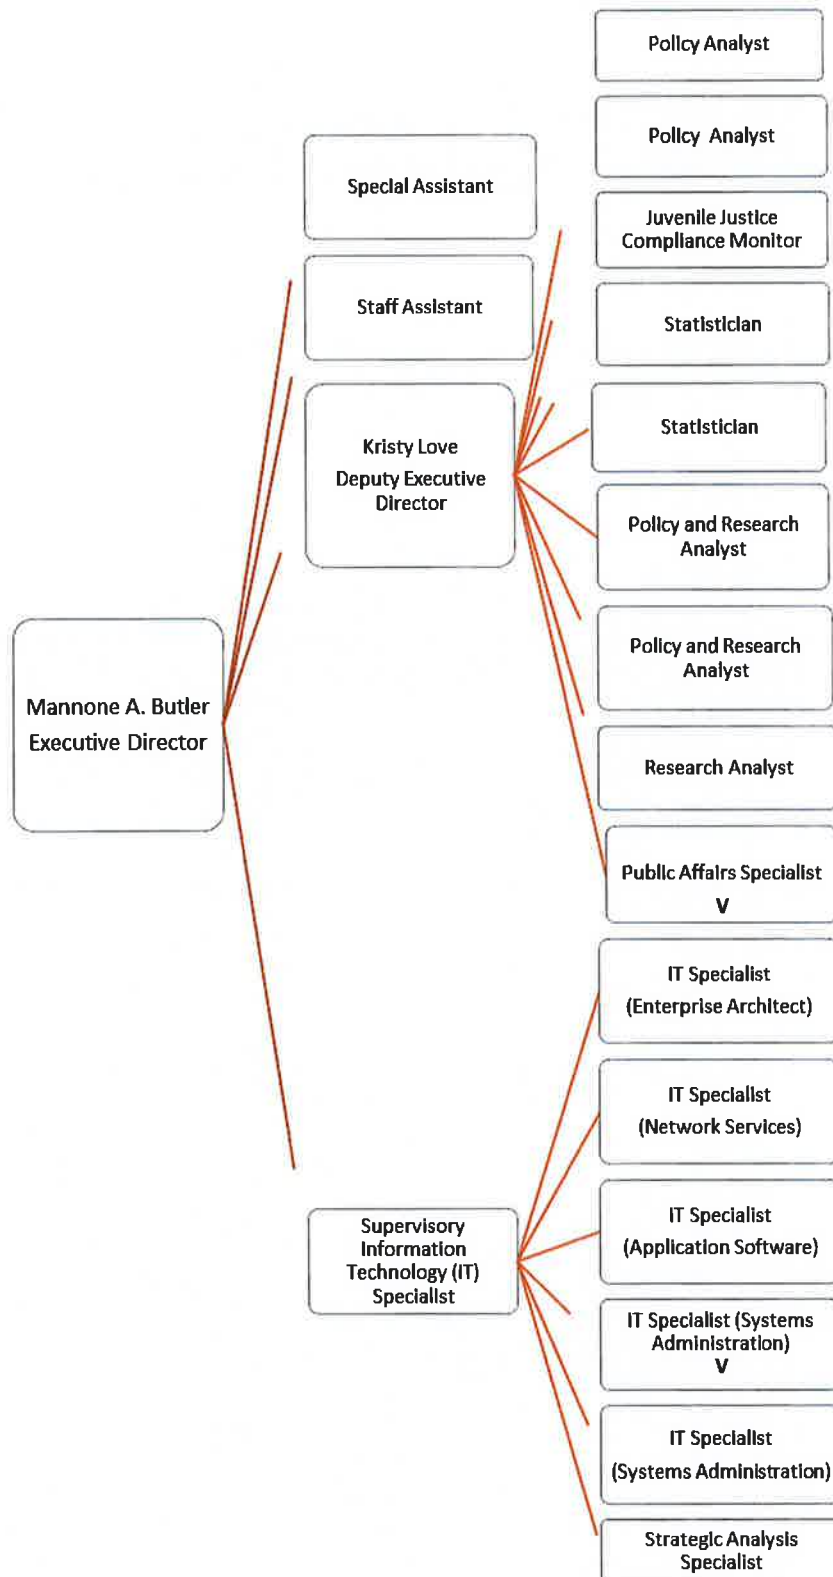 Policy Analyst
Policy Analyst
Juvenile Justice
Compliance Monitor
Special Assistant
Staff Assistant
Statistician
Statistician
Kristy Love
Deputy Executive
Director
Policy and Research
Analyst
Policy and Research
Analyst
Mannone A. Butler
Executive Director
Research Analyst
Public Affairs Specialist
V
IT Specialist
(Enterprise Architect)
IT Specialist
(Network Services)
Supervisory
Information
Technology (IT)
Specialist
IT Specialist
(Application Software)
IT Specialist (Systems
Administration)
V
IT Specialist
(Systems Administration)
Strategic Analysis
Specialist